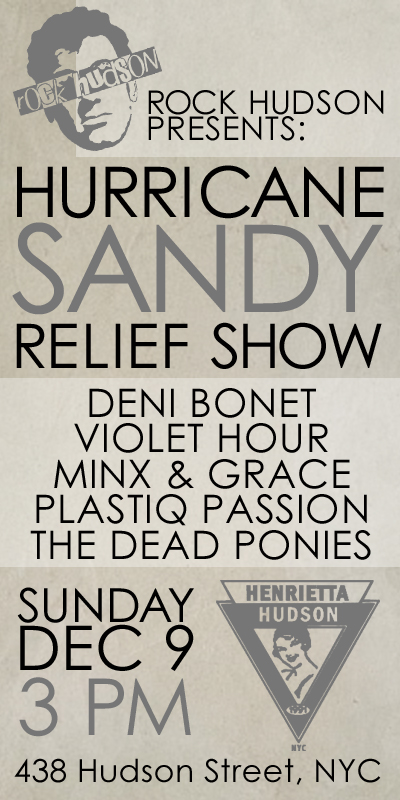 rock hudson
ROCK HUDSON
PRESENTS:
HURRICANE
SANDY
RELIEF SHOW
DENI BONET
VIOLET HOUR
MINX & GRACE
PLASTIQ PASSION
THE DEAD PONIES
SUNDAY
DEC 9
3 PM
HENRIETTA
HUDSON
NYC
438 Hudson Street, NYC